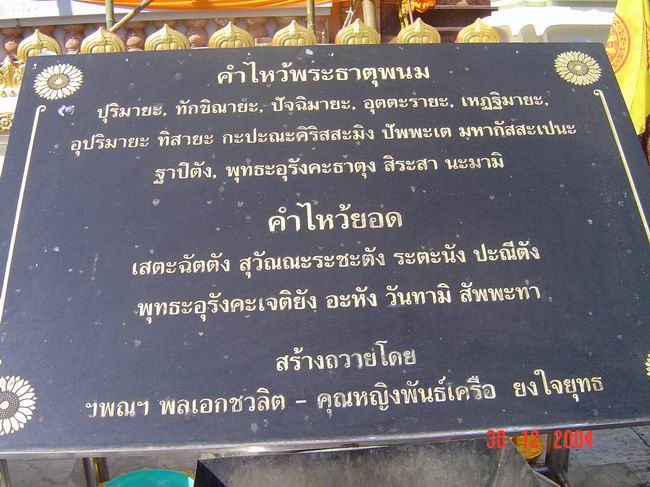 คำไหว้พระธาตุพนม
ปุริมายะ, ทักขิณายะ, ปัจฉิมายะ, อุตตะรายะ, เหฏฐิมายะ,
อุปริมายะ ทิสายะ กะปะณะคิริสสะมิง ปัพพะเต มหากัสสะเปนะ
ฐาปิตัง, พุทธะอุรังคะธาตุง สิระสา นะมามิ
คำไหว้ยอด
เสตะฉัตตัง สุวัณณะระชะตัง ระตะนัง ปะณีตัง
พุทธะอุรังคะเจติยัง อะหัง วันทามิ สัพพะทา
สร้างถวายโดย
ฯพณฯ พลเอกชวลิต - คุณหญิงพันธ์เครือ ยงใจยุทธ
30 12 2004